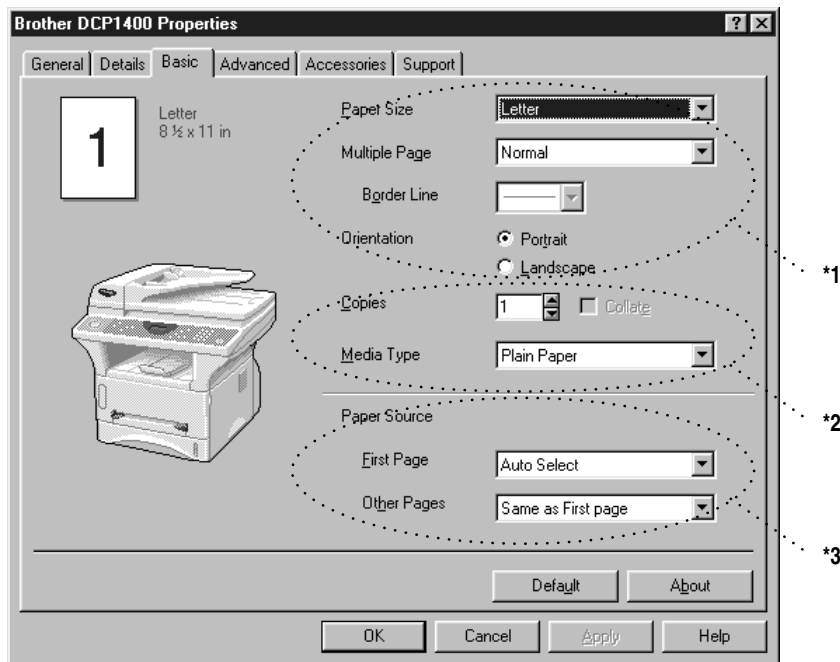 Brother DCP1400 Properties
General Details Basic Advanced Accessories Support
1
Letter
8 ½ x 11 in
Paper Size Letter
Multiple Page Normal
Border Line
Orientation Portrait
Landscape
*1
Copies 1 Collate
Media Type Plain Paper
*2
Paper Source
First Page Auto Select
Other Pages Same as First page
*3
Default About
OK Cancel Apply Help